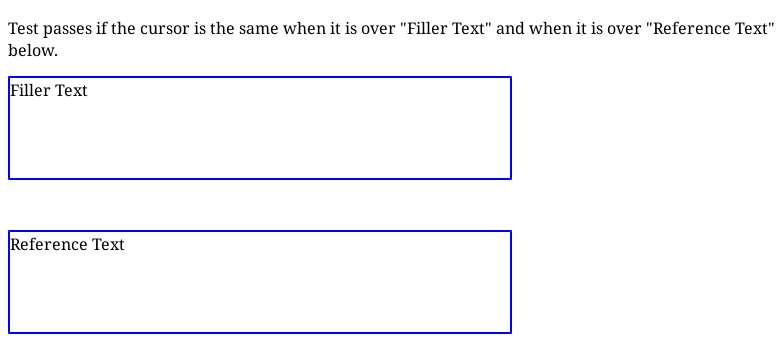 Test passes if the cursor is the same when it is over "Filler Text" and when it is over "Reference Text"
below.
Filler Text
Reference Text